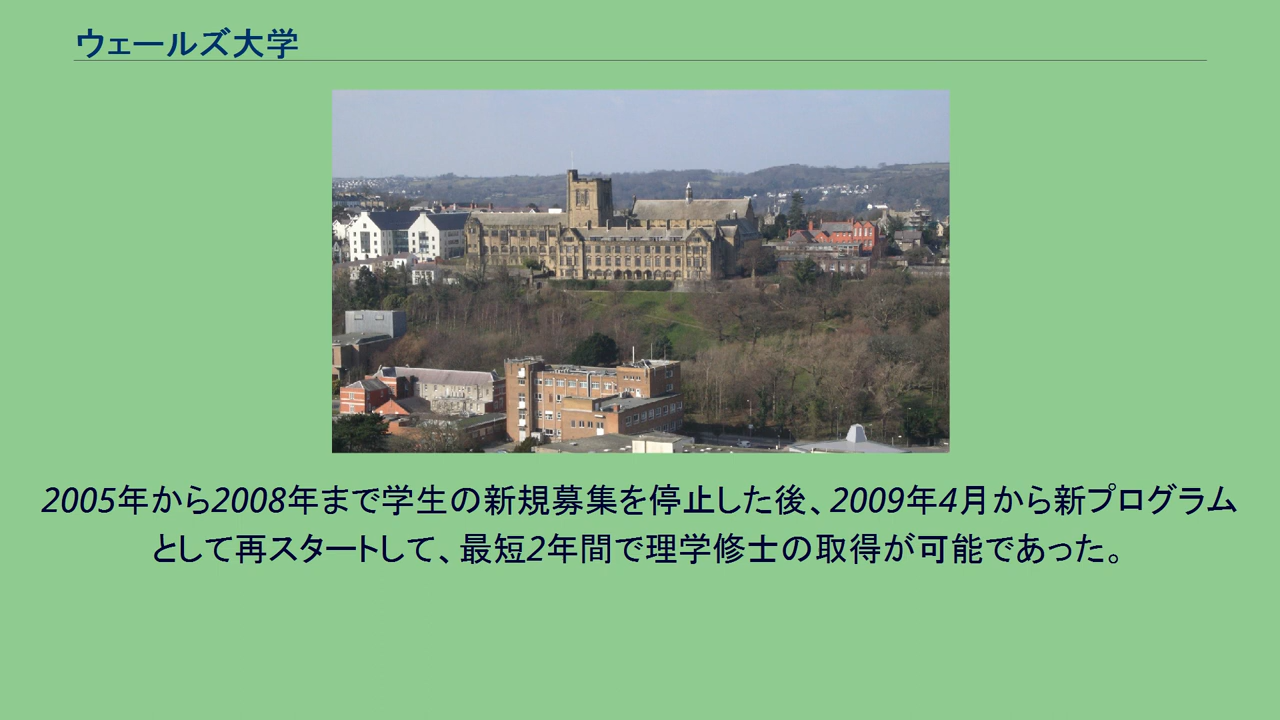 ウェールズ大学
2005年から2008年まで学生の新規募集を停止した後、2009年4月から新プログラム
として再スタートして、最短2年間で理学修士の取得が可能であった。